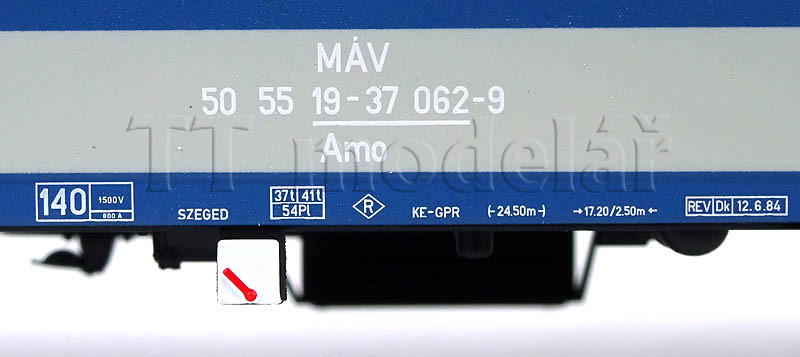 MÁV
50 55 19-37 062-9
Amo
TT modelář
140 1500V 800 A
SZEGED
37t 41t
54Pl
R
KE-GPR
(-24.50m-)
→17.20/2.50m←
REV Dk 12.6.84